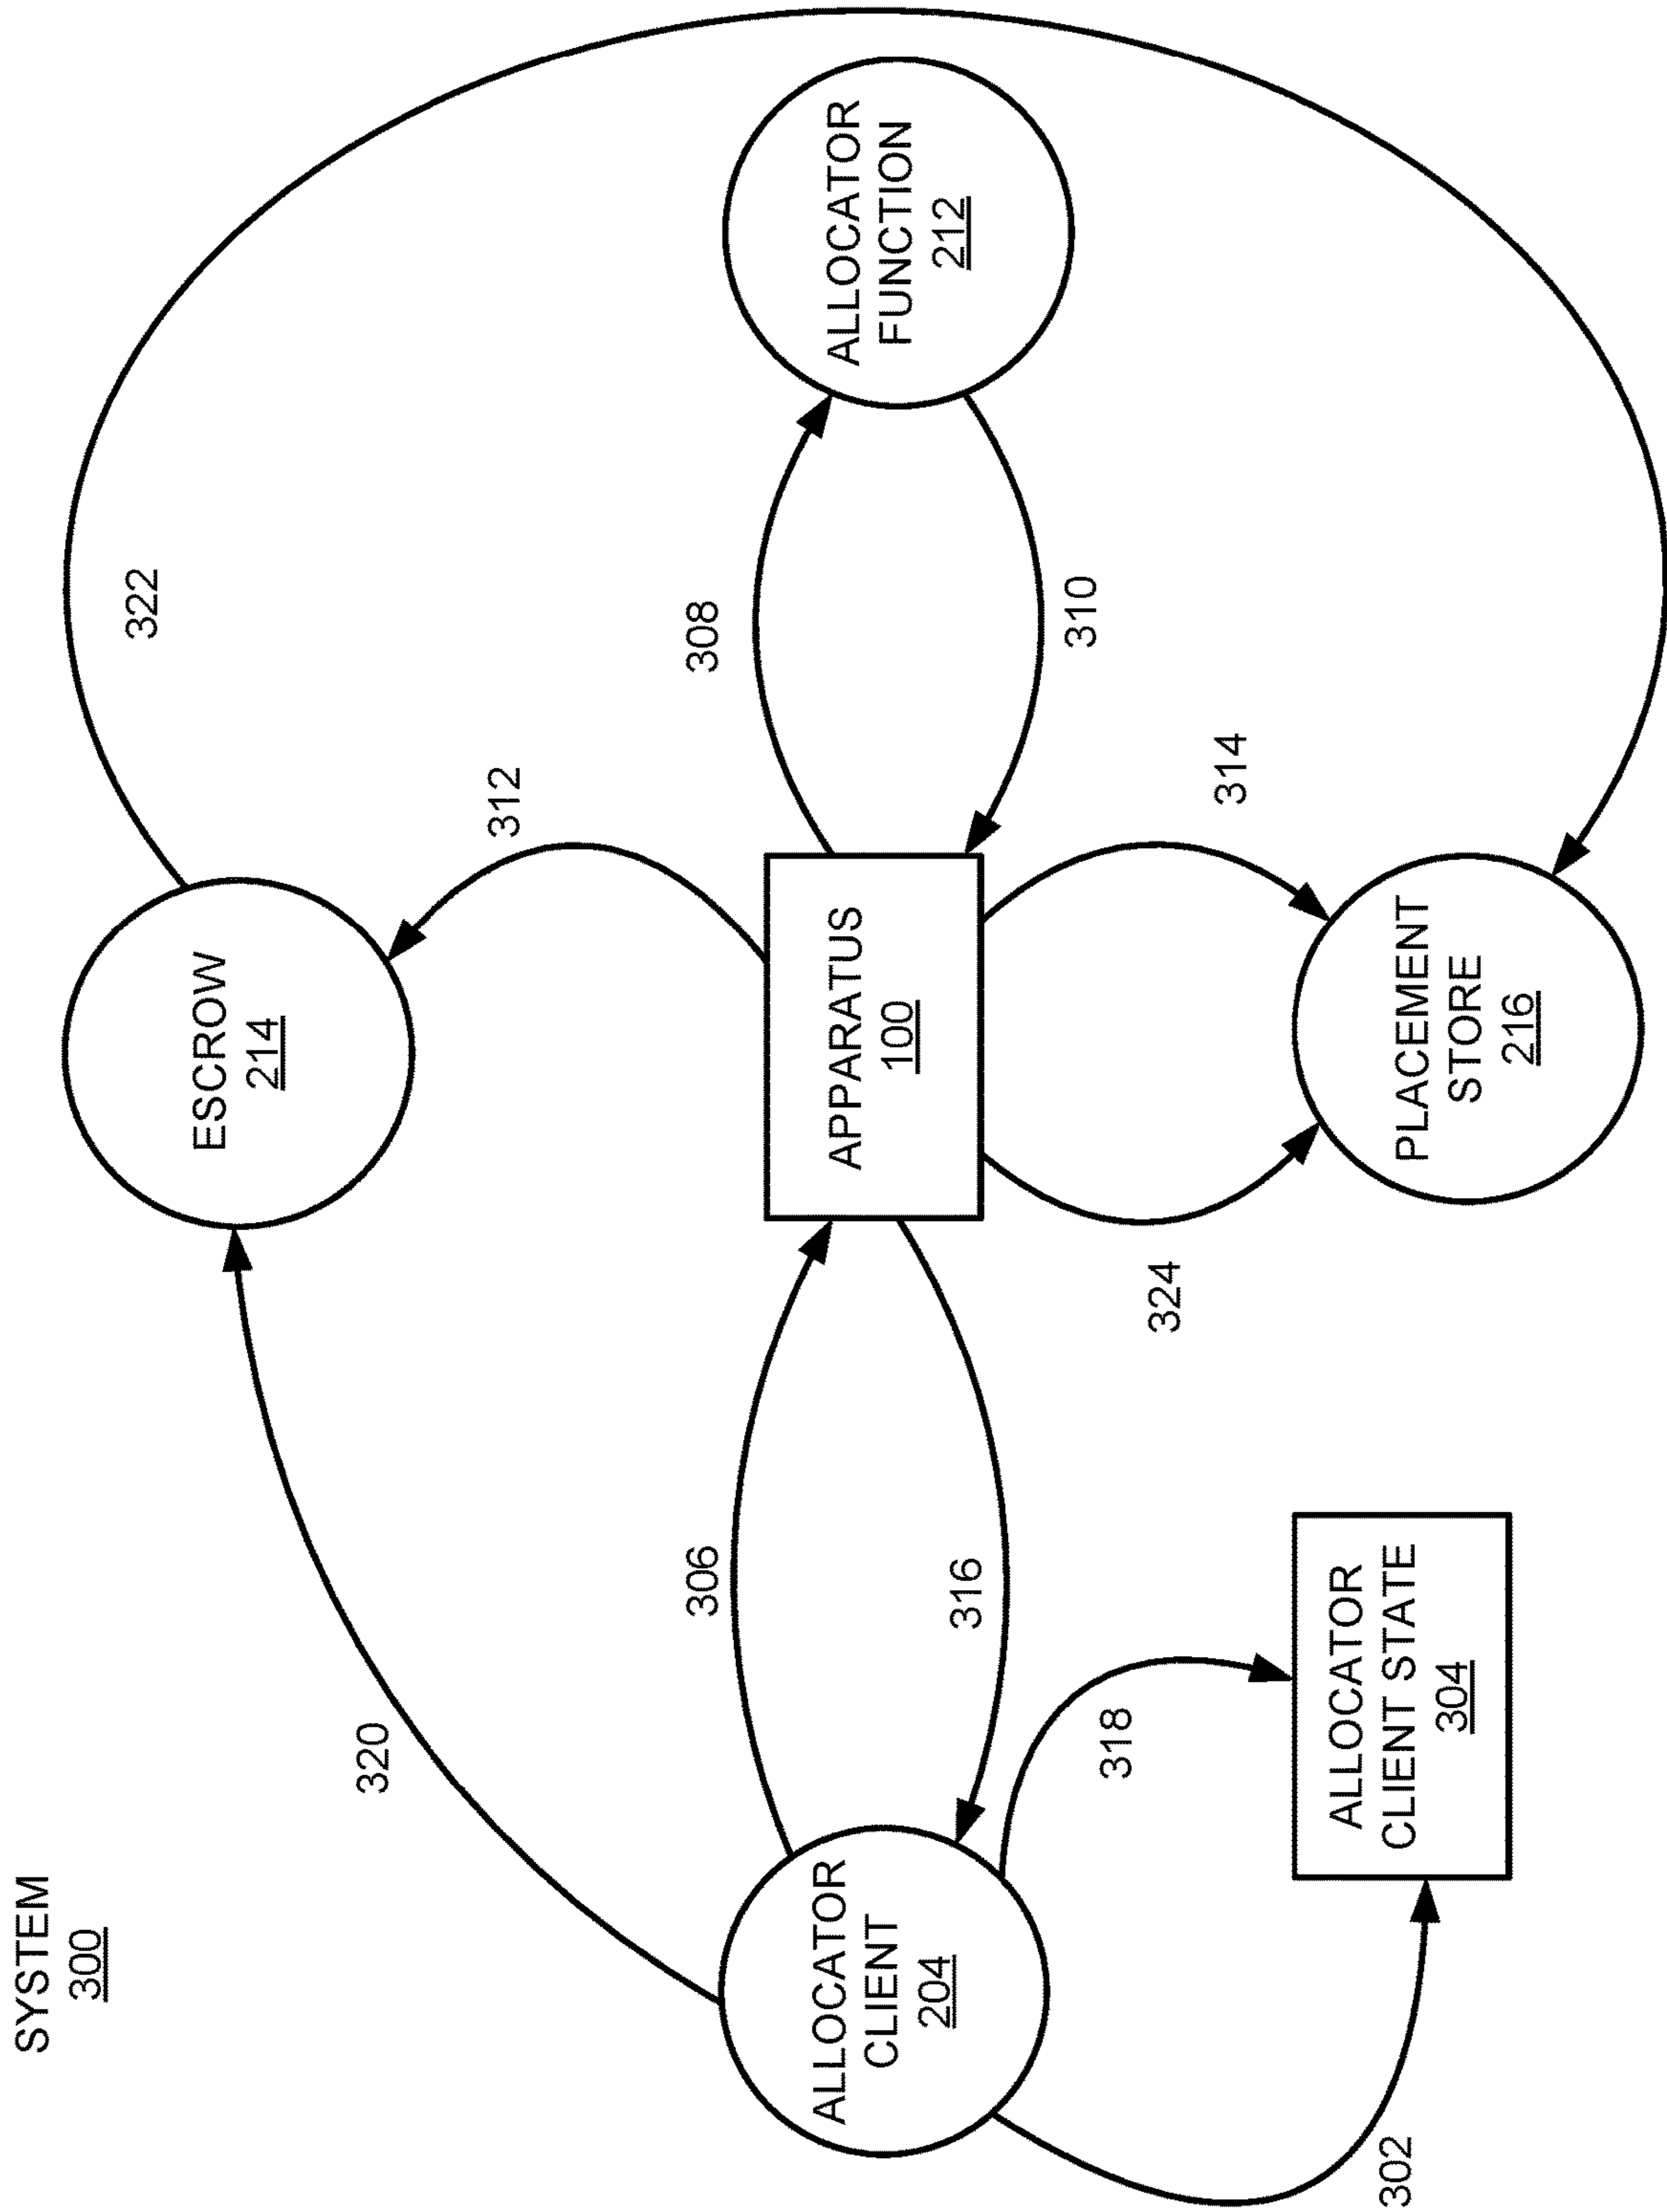 SYSTEM
300
322
ESCROW
214
312
320
308
ALLOCATOR
FUNCTION
212
306
APPARATUS
100
310
316
ALLOCATOR
CLIENT
204
318
324
314
ALLOCATOR
CLIENT STATE
304
PLACEMENT
STORE
216
302